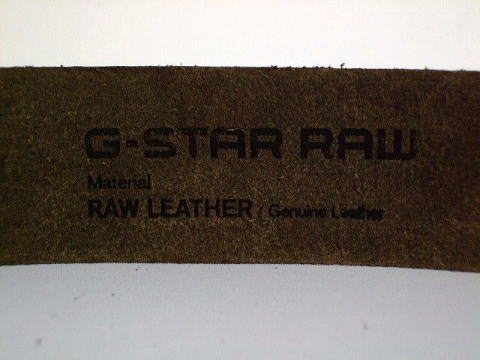 G-STAR RAW
Material
RAW LEATHER / Genuine Leather